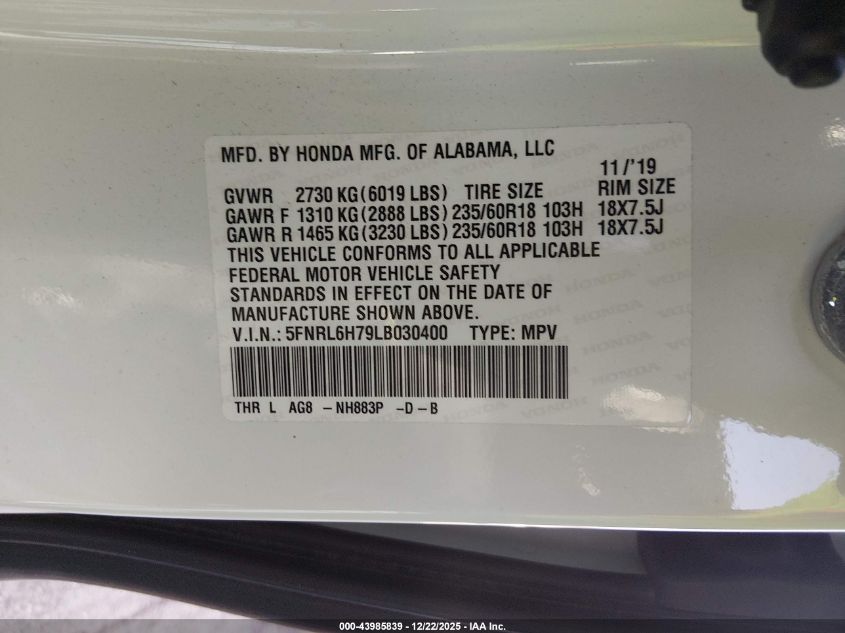 MFD. BY HONDA MFG. OF ALABAMA, LLC
11/'19
GVWR 2730 KG(6019 LBS) TIRE SIZE RIM SIZE
GAWR F 1310 KG(2888 LBS) 235/60R18 103H 18X7.5J
GAWR R 1465 KG(3230 LBS) 235/60R18 103H 18X7.5J
THIS VEHICLE CONFORMS TO ALL APPLICABLE
FEDERAL MOTOR VEHICLE SAFETY
STANDARDS IN EFFECT ON THE DATE OF
MANUFACTURE SHOWN ABOVE.
V.I.N.: 5FNRL6H79LB030400 TYPE: MPV
THR L AG8 -NH883P -D-B
000-43985839 - 12/22/2025 - IAA Inc.